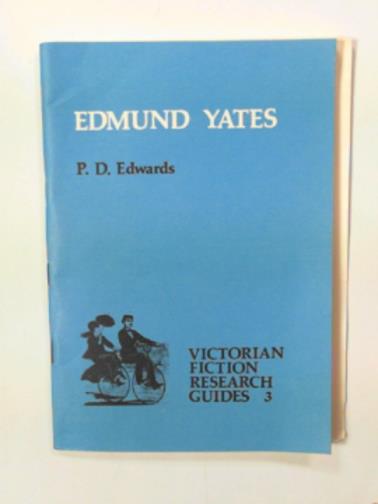 EDMUND YATES
P. D. Edwards
VICTORIAN
FICTION
RESEARCH
GUIDES 3